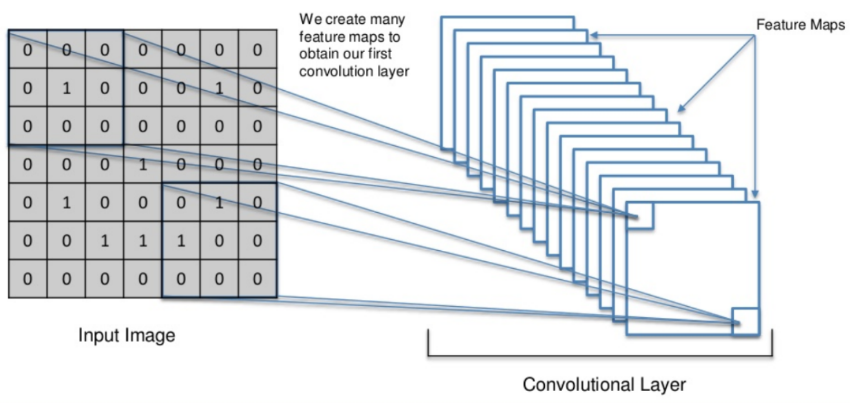 0 0 0 0 0 0 0
0 1 0 0 0 1 0
0 0 0 0 0 0 0
0 0 0 1 0 0 0
0 1 0 0 0 1 0
0 0 1 1 1 0 0
0 0 0 0 0 0 0
Input Image
We create many
feature maps to
obtain our first
convolution layer
Feature Maps
Convolutional Layer